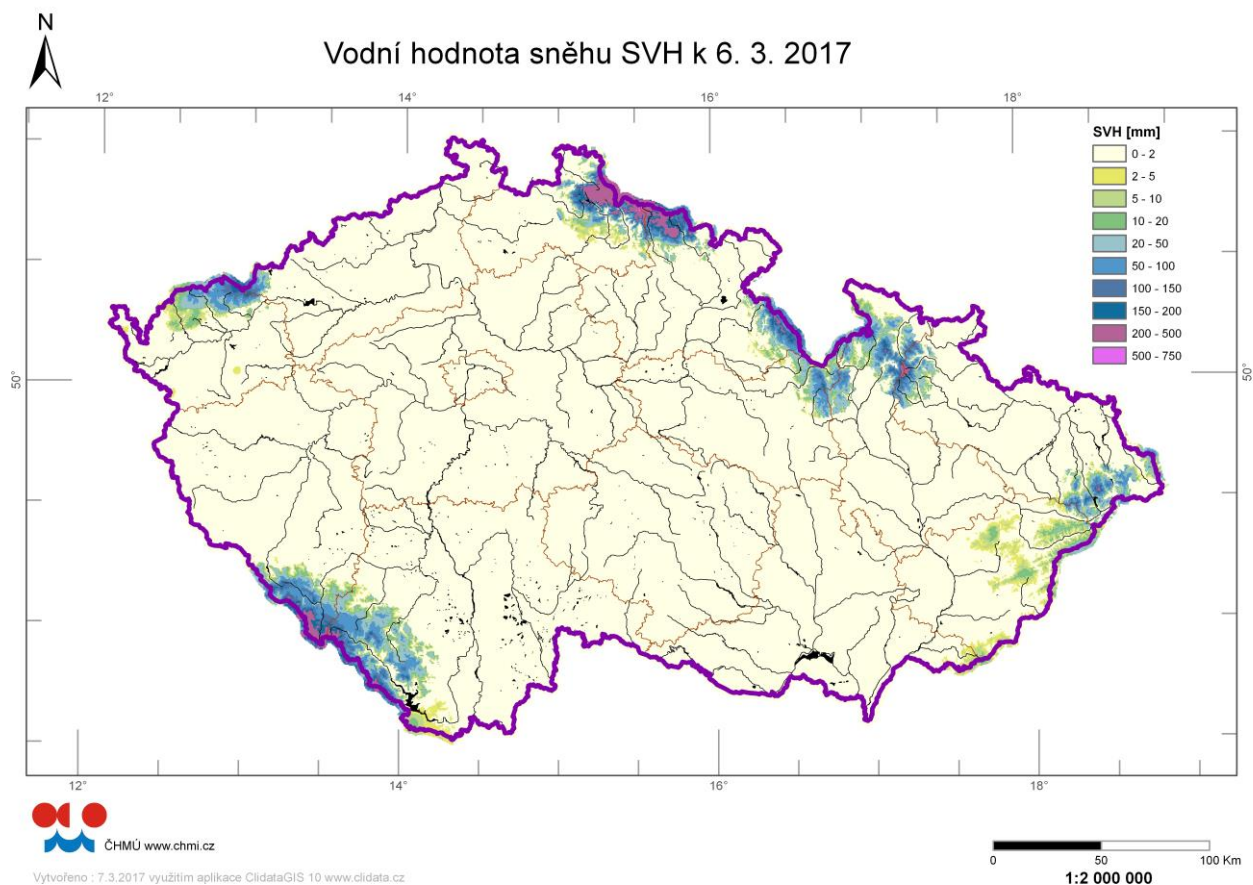 N
Vodní hodnota sněhu SVH k 6. 3. 2017
12° 14° 16° 18°
SVH [mm]
0 - 2
2 - 5
5 - 10
10 - 20
20 - 50
50 - 100
100 - 150
150 - 200
200 - 500
500 - 750
50° 50°
12° 14° 16° 18°
ČHMÚ www.chmi.cz
0 50 100 Km
1:2 000 000
Vytvořeno : 7.3.2017 využitím aplikace ClidataGIS 10 www.clidata.cz